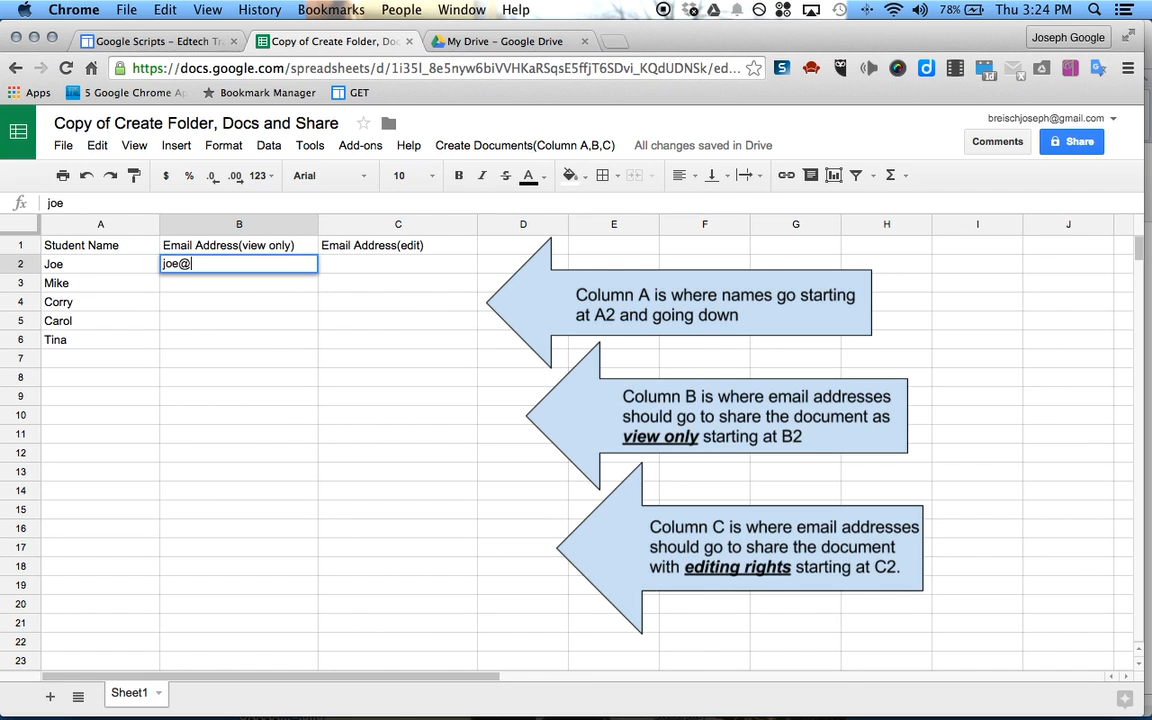 Chrome File Edit View History Bookmarks People Window Help 78% Thu 3:24 PM
Google Scripts – Edtech Tr × Copy of Create Folder, Do × My Drive – Google Drive × Joseph Google
https://docs.google.com/spreadsheets/d/1i35I_8e5nyw6biVVHKaRSqsE5ffjT6SDvi_KQdUDNSk/ed...
Apps 5 Google Chrome Ap Bookmark Manager GET
Copy of Create Folder, Docs and Share
breischjoseph@gmail.com
File Edit View Insert Format Data Tools Add-ons Help Create Documents(Column A,B,C) All changes saved in Drive
Comments Share
$ % .0 .00 123 Arial 10 B I S A Σ
fx joe
A B C D E F G H I J
1 Student Name Email Address(view only) Email Address(edit)
2 Joe joe@
3 Mike
4 Corry
5 Carol
6 Tina
7
8
9
10
11
12
13
14
15
16
17
18
19
20
21
22
23
Column A is where names go starting
at A2 and going down
Column B is where email addresses
should go to share the document as
view only starting at B2
Column C is where email addresses
should go to share the document
with editing rights starting at C2.
+ Sheet1